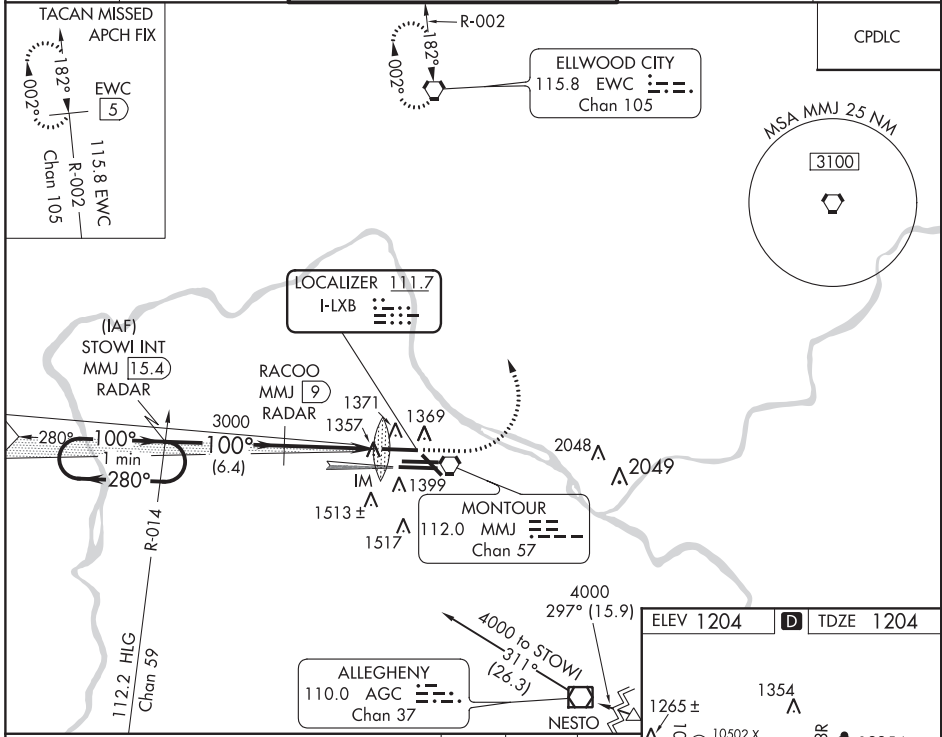 TACAN MISSED
APCH FIX
182°
002°
EWC
5
115.8 EWC
R-002
Chan 105
R-002
182°
002°
ELLWOOD CITY
115.8 EWC
Chan 105
CPDLC
MSA MMJ 25 NM
3100
LOCALIZER 111.7
I-LXB
(IAF)
STOWI INT
MMJ 15.4
RADAR
RACOO
MMJ 9
RADAR
3000
280°
100°
1 min
280°
100°
(6.4)
1371
1357
1369
IM
1399
1513 ±
1517
2048
2049
MONTOUR
112.0 MMJ
Chan 57
R-014
112.2 HLG
Chan 59
4000 to STOWI
311°
(26.3)
4000
297° (15.9)
ALLEGHENY
110.0 AGC
Chan 37
NESTO
ELEV 1204
D
TDZE 1204
1354
1265 ±